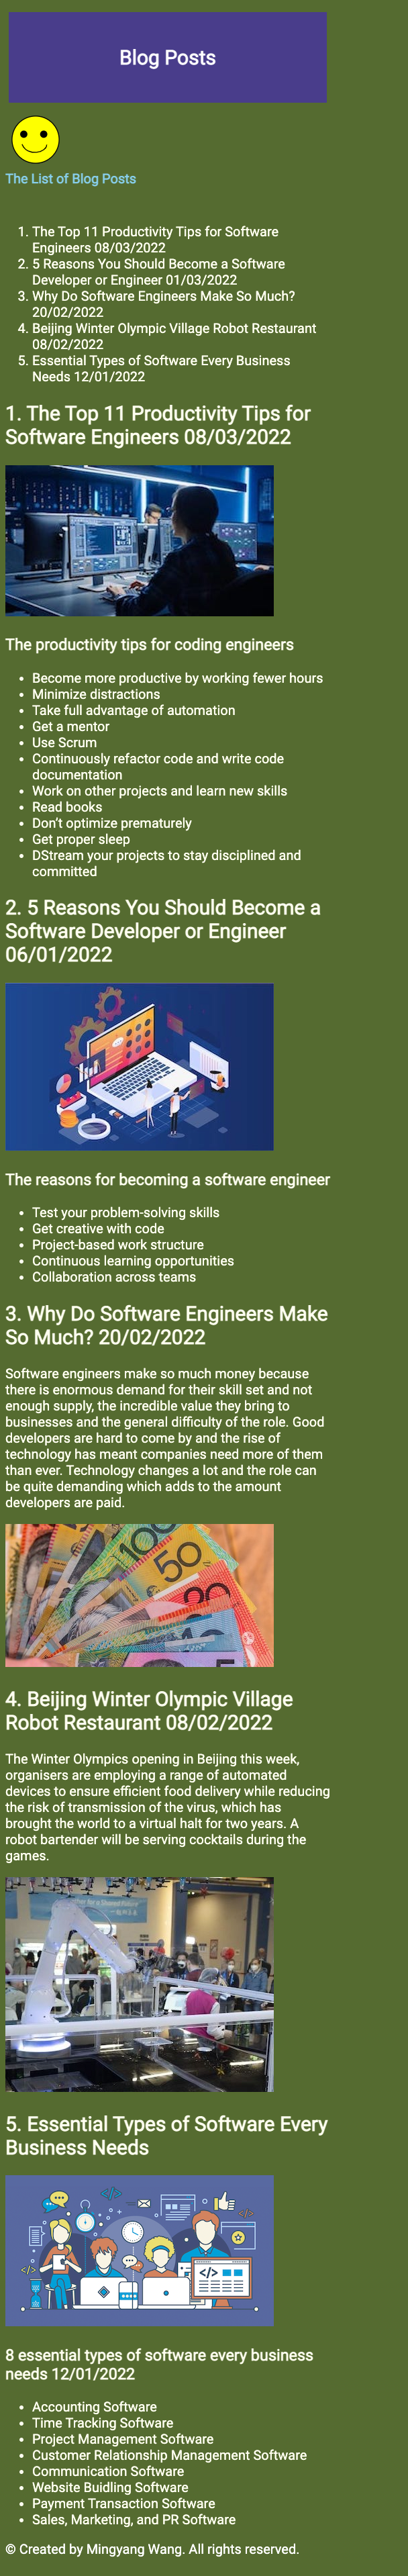 Blog Posts
The List of Blog Posts
1. The Top 11 Productivity Tips for Software
Engineers 08/03/2022
2. 5 Reasons You Should Become a Software
Developer or Engineer 01/03/2022
3. Why Do Software Engineers Make So Much?
20/02/2022
4. Beijing Winter Olympic Village Robot Restaurant
08/02/2022
5. Essential Types of Software Every Business
Needs 12/01/2022
1. The Top 11 Productivity Tips for
Software Engineers 08/03/2022
The productivity tips for coding engineers
• Become more productive by working fewer hours
• Minimize distractions
• Take full advantage of automation
• Get a mentor
• Use Scrum
• Continuously refactor code and write code
documentation
• Work on other projects and learn new skills
• Read books
• Don't optimize prematurely
• Get proper sleep
• DStream your projects to stay disciplined and
committed
2. 5 Reasons You Should Become a
Software Developer or Engineer
06/01/2022
The reasons for becoming a software engineer
• Test your problem-solving skills
• Get creative with code
• Project-based work structure
• Continuous learning opportunities
• Collaboration across teams
3. Why Do Software Engineers Make
So Much? 20/02/2022
Software engineers make so much money because
there is enormous demand for their skill set and not
enough supply, the incredible value they bring to
businesses and the general difficulty of the role. Good
developers are hard to come by and the rise of
technology has meant companies need more of them
than ever. Technology changes a lot and the role can
be quite demanding which adds to the amount
developers are paid.
100
50
20
10
4. Beijing Winter Olympic Village
Robot Restaurant 08/02/2022
The Winter Olympics opening in Beijing this week,
organisers are employing a range of automated
devices to ensure efficient food delivery while reducing
the risk of transmission of the virus, which has
brought the world to a virtual halt for two years. A
robot bartender will be serving cocktails during the
games.
for a Shared Future
5. Essential Types of Software Every
Business Needs
</>
</>
</>
</>
8 essential types of software every business
needs 12/01/2022
• Accounting Software
• Time Tracking Software
• Project Management Software
• Customer Relationship Management Software
• Communication Software
• Website Buidling Software
• Payment Transaction Software
• Sales, Marketing, and PR Software
© Created by Mingyang Wang. All rights reserved.